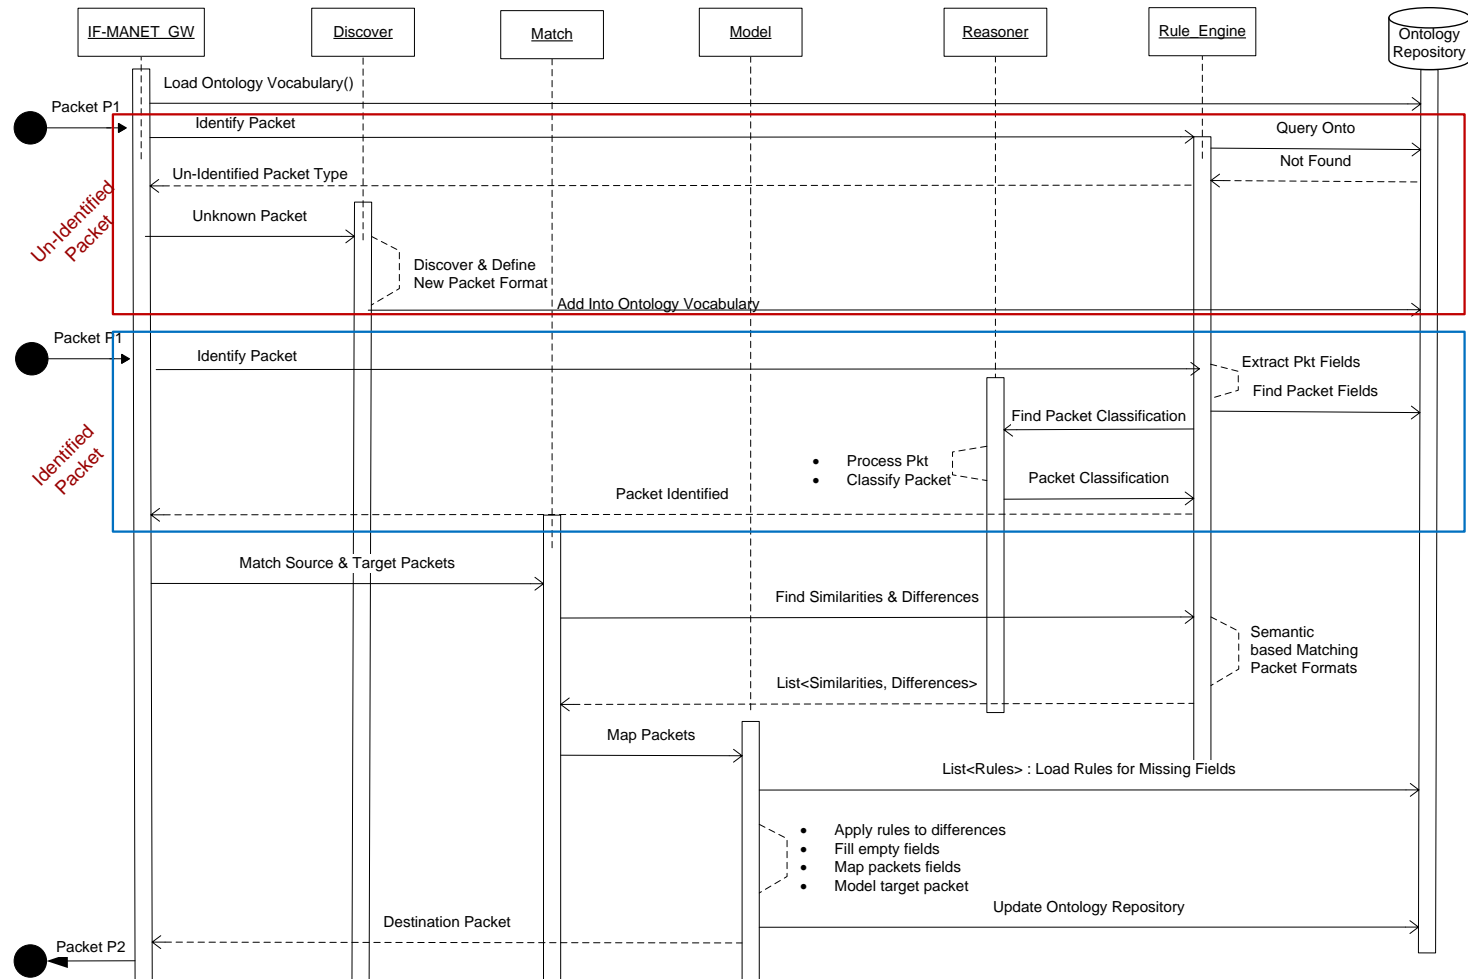 IF-MANET_GW
Discover
Match
Model
Reasoner
Rule_Engine
Ontology
Repository
Load Ontology Vocabulary()
Packet P1
Identify Packet
Query Onto
Not Found
Un-Identified Packet Type
Un-Identified
Packet
Unknown Packet
Discover & Define
New Packet Format
Add Into Ontology Vocabulary
Packet P1
Identify Packet
Extract Pkt Fields
Find Packet Fields
Find Packet Classification
Identified
Packet
• Process Pkt
• Classify Packet
Packet Classification
Packet Identified
Match Source & Target Packets
Find Similarities & Differences
Semantic
based Matching
Packet Formats
List<Similarities, Differences>
Map Packets
List<Rules> : Load Rules for Missing Fields
• Apply rules to differences
• Fill empty fields
• Map packets fields
• Model target packet
Update Ontology Repository
Destination Packet
Packet P2